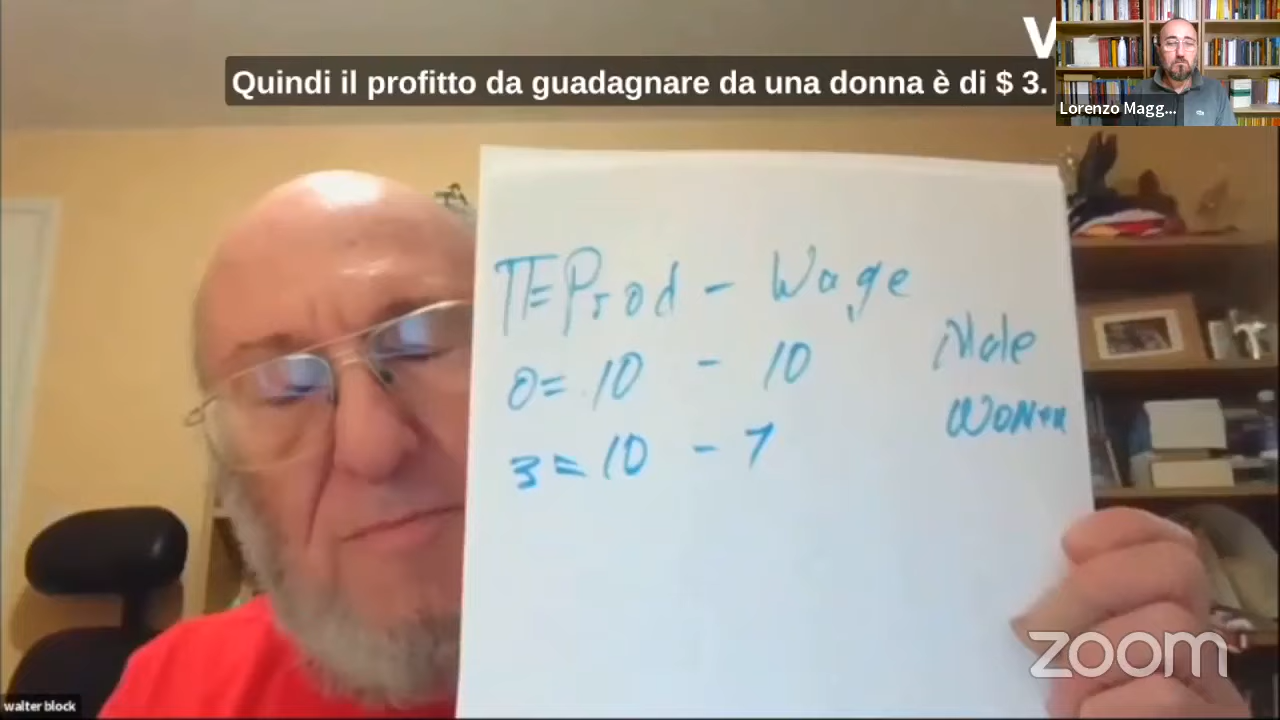 V
Quindi il profitto da guadagnare da una donna è di $ 3.
Lorenzo Magg...
πEProd - Wage
0 = 10 - 10 Male
3 = 10 - 7 Women
zoom
walter block